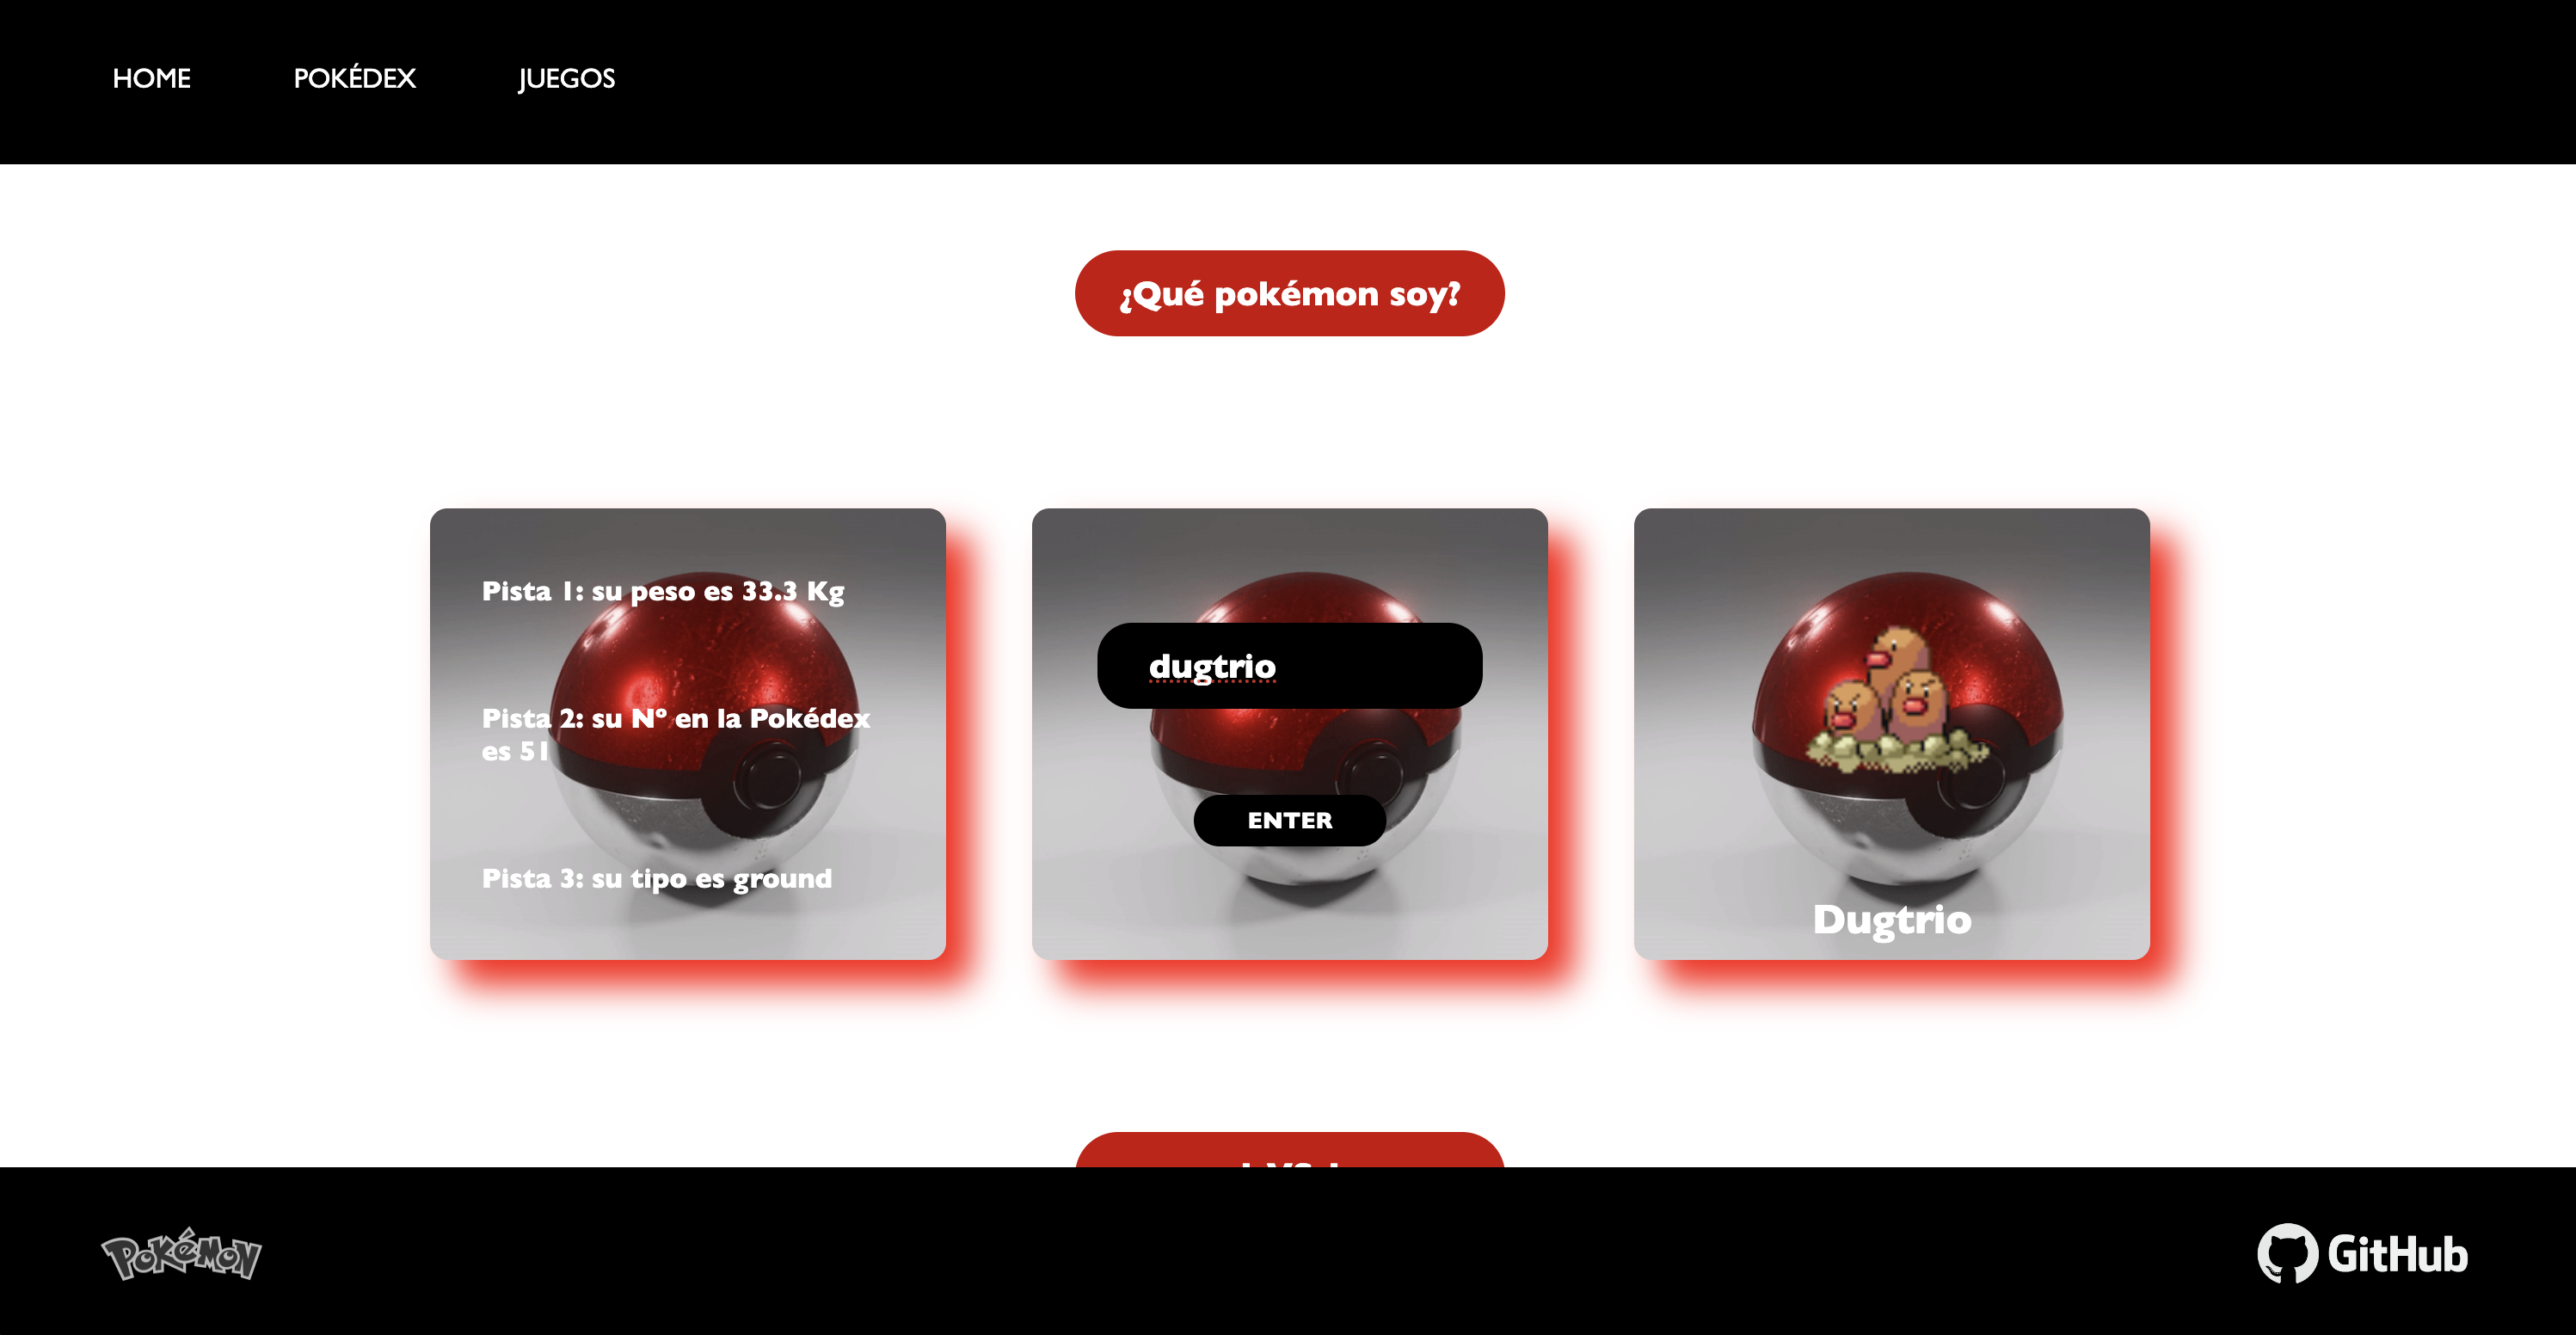 HOME POKÉDEX JUEGOS
¿Qué pokémon soy?
Pista 1: su peso es 33.3 Kg
Pista 2: su Nº en la Pokédex
es 51
Pista 3: su tipo es ground
dugtrio
ENTER
Dugtrio
POKéMON
GitHub